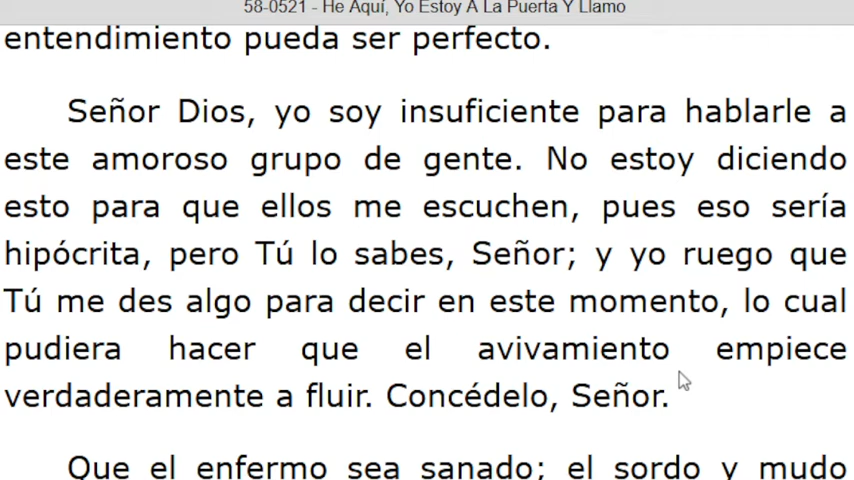 58-0521 - He Aquí, Yo Estoy A La Puerta Y Llamo
entendimiento pueda ser perfecto.
Señor Dios, yo soy insuficiente para hablarle a
este amoroso grupo de gente. No estoy diciendo
esto para que ellos me escuchen, pues eso sería
hipócrita, pero Tú lo sabes, Señor; y yo ruego que
Tú me des algo para decir en este momento, lo cual
pudiera hacer que el avivamiento empiece
verdaderamente a fluir. Concédelo, Señor.
Que el enfermo sea sanado; el sordo y mudo